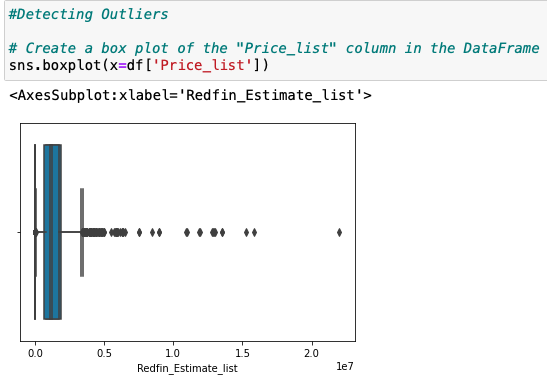 #Detecting Outliers
# Create a box plot of the "Price_list" column in the DataFrame
sns.boxplot(x=df['Price_list'])
<AxesSubplot:xlabel='Redfin_Estimate_list'>
0.0 0.5 1.0 1.5 2.0
1e7
Redfin_Estimate_list